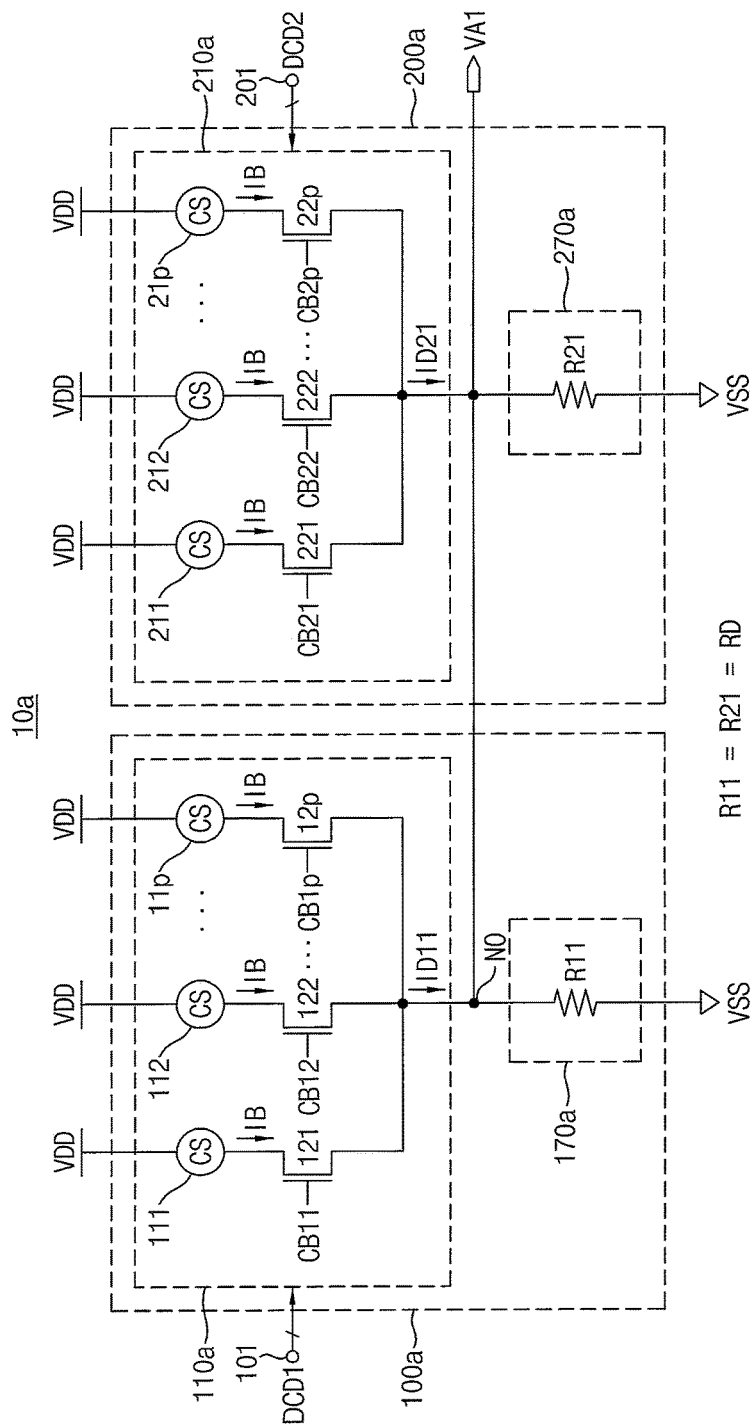 10a
VDD
VDD
VDD
VDD
VDD
VDD
111
CS
112
CS
...
11p
CS
211
CS
212
CS
...
21p
CS
210a
IB
IB
IB
IB
IB
IB
110a
101
DCD1
CB11
121
CB12
122
...
CB1p
12p
CB21
221
CB22
222
...
CB2p
22p
201
DCD2
ID11
ID21
200a
100a
NO
VA1
170a
R11
R21
270a
VSS
VSS
R11 = R21 = RD